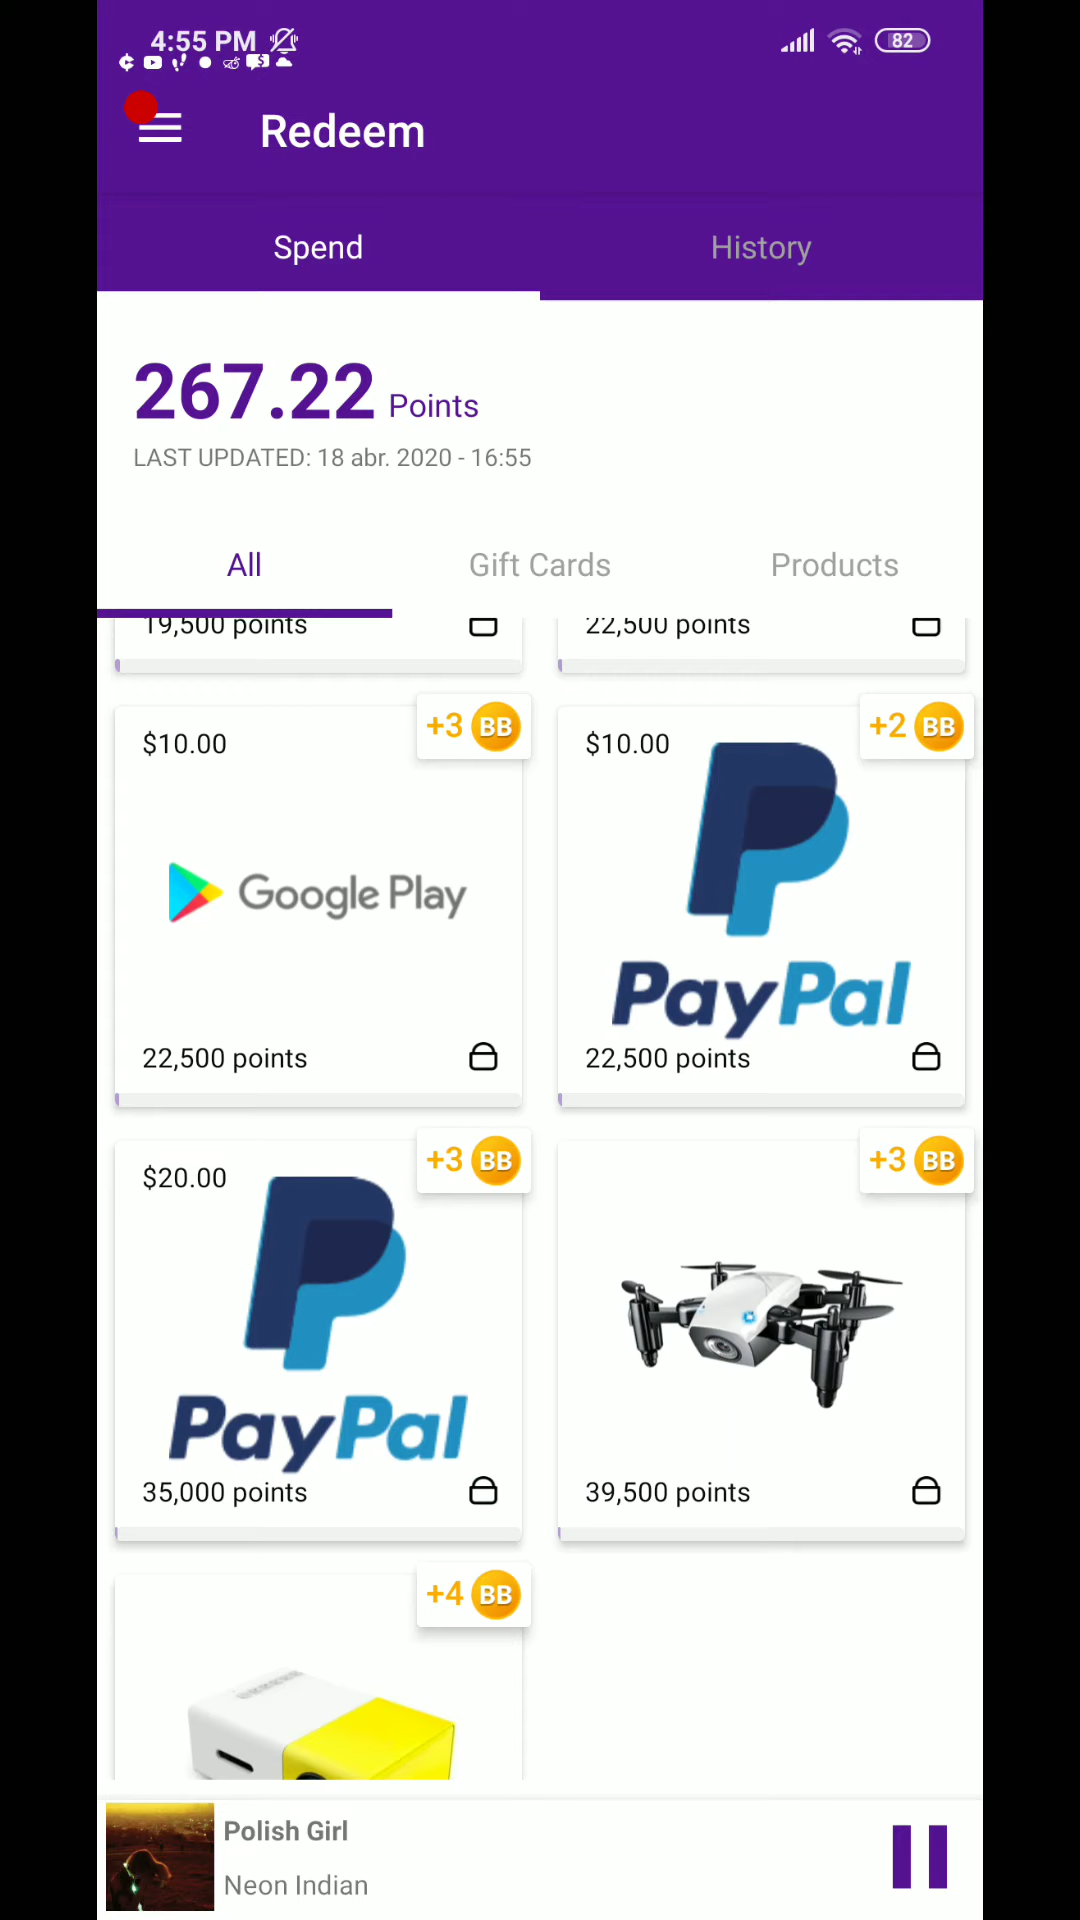 4:55 PM
82
Redeem
Spend
History
267.22 Points
LAST UPDATED: 18 abr. 2020 - 16:55
All
Gift Cards
Products
19,500 points
22,500 points
$10.00
+3 BB
Google Play
22,500 points
$10.00
+2 BB
PayPal
22,500 points
$20.00
+3 BB
PayPal
35,000 points
+3 BB
39,500 points
+4 BB
Polish Girl
Neon Indian